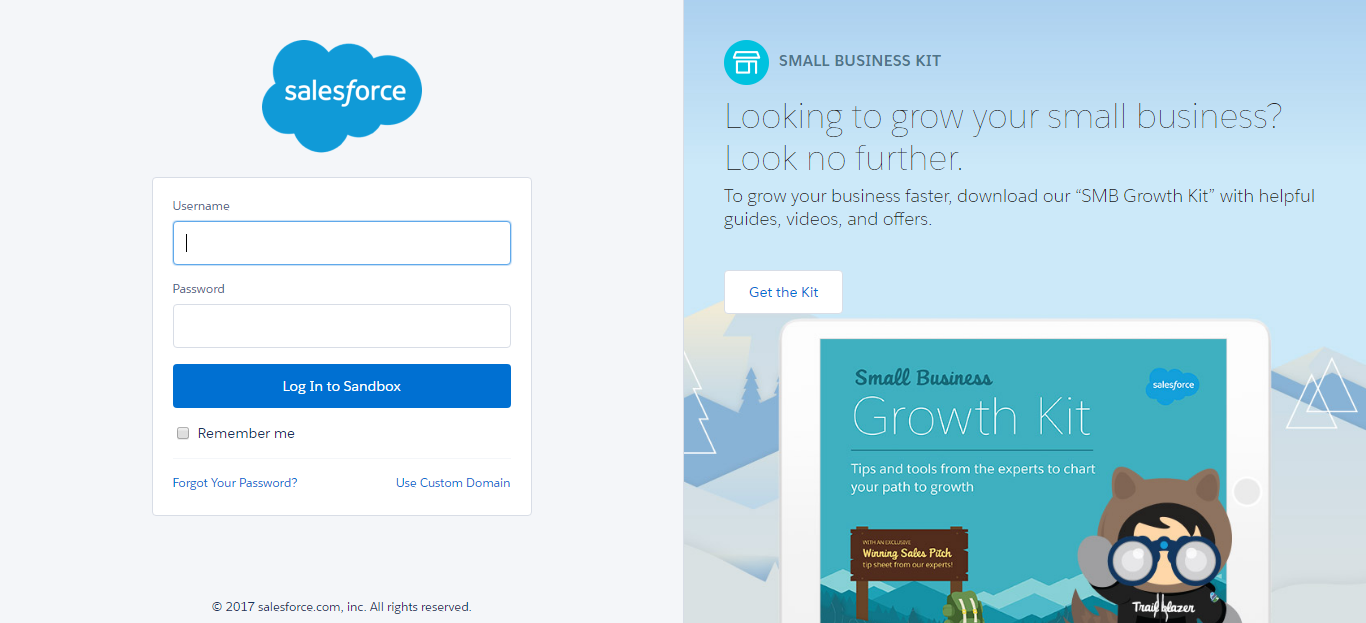 salesforce
Username
Password
Log In to Sandbox
Remember me
Forgot Your Password?
Use Custom Domain
© 2017 salesforce.com, inc. All rights reserved.
SMALL BUSINESS KIT
Looking to grow your small business?
Look no further.
To grow your business faster, download our “SMB Growth Kit” with helpful
guides, videos, and offers.
Get the Kit
Small Business
salesforce
Growth Kit
Tips and tools from the experts to chart
your path to growth
WITH AN EXCLUSIVE
Winning Sales Pitch
tip sheet from our experts!
Trailblazer